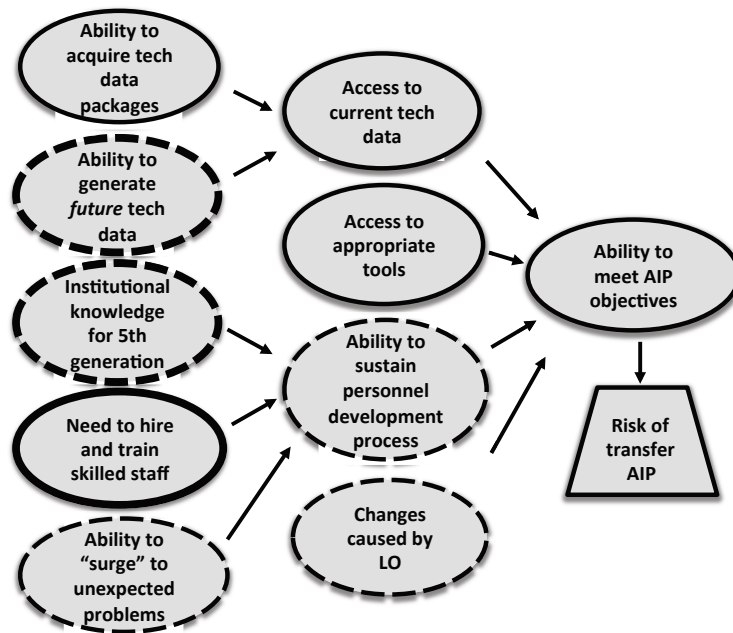 Ability to
acquire tech
data
packages
Ability to
generate
future tech
data
Institutional
knowledge
for 5th
generation
Need to hire
and train
skilled staff
Ability to
“surge” to
unexpected
problems
Access to
current tech
data
Access to
appropriate
tools
Ability to
sustain
personnel
development
process
Changes
caused by
LO
Ability to
meet AIP
objectives
Risk of
transfer
AIP